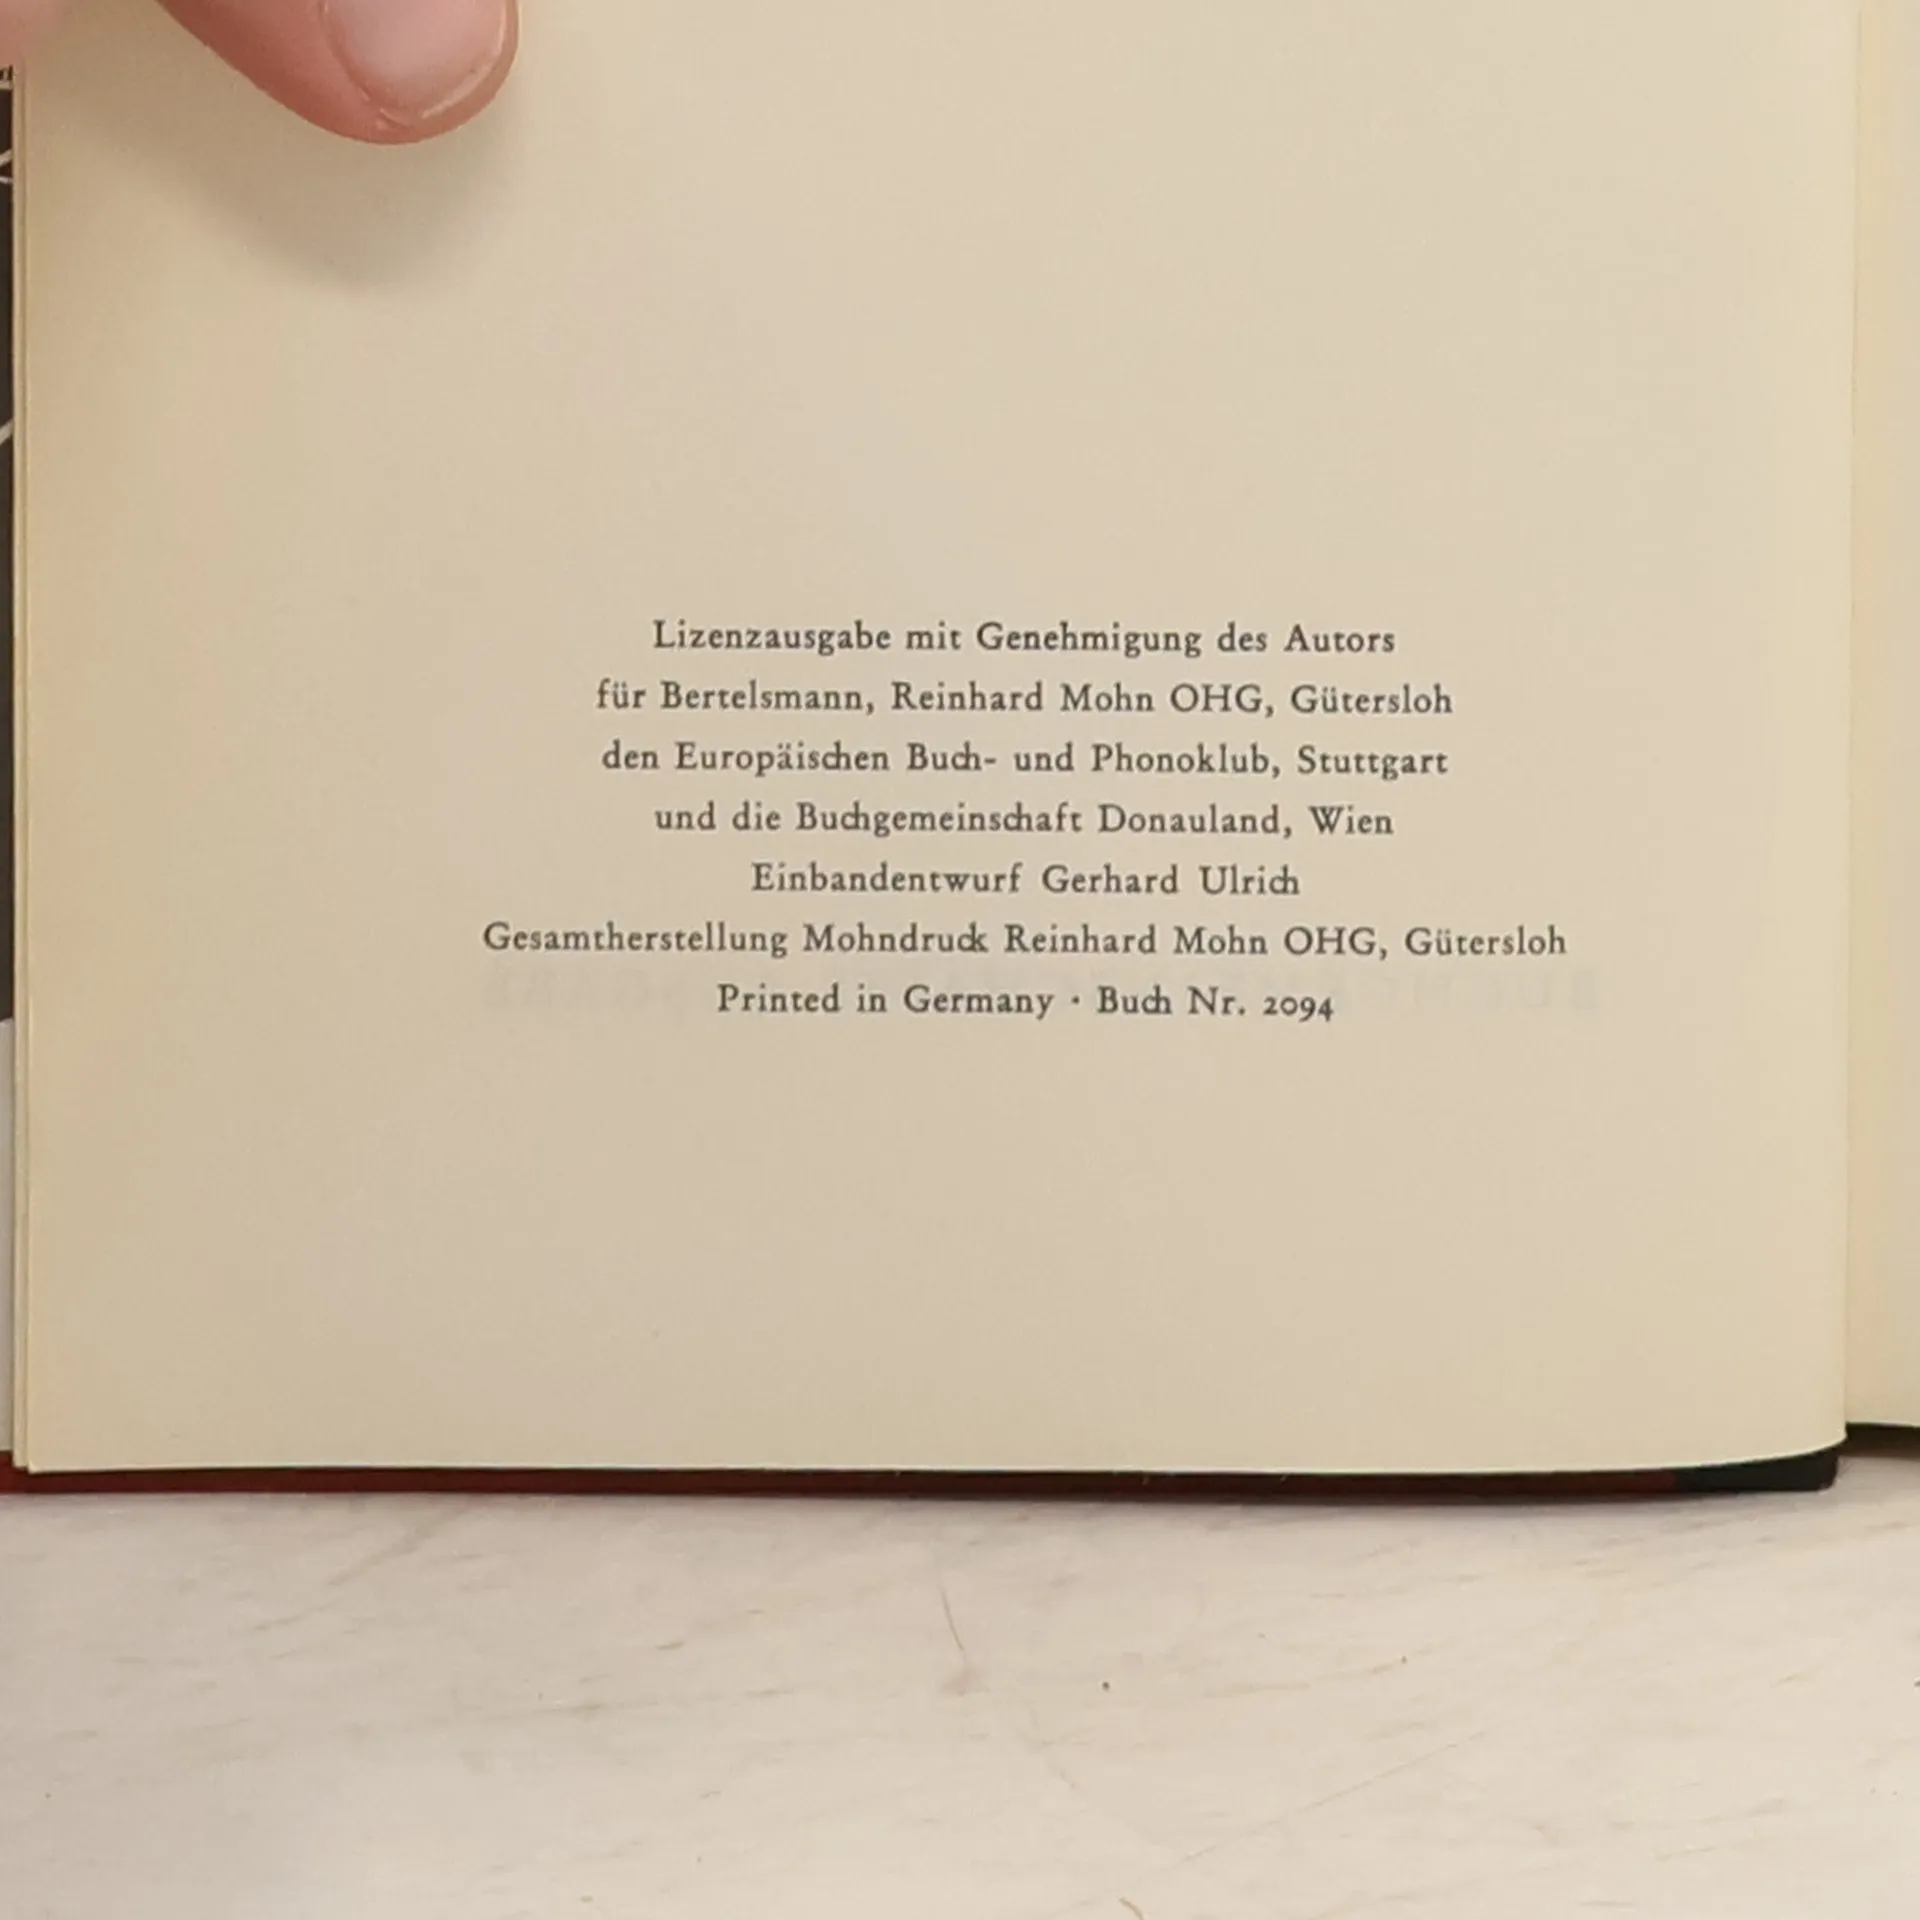 Lizenzausgabe mit Genehmigung des Autors
für Bertelsmann, Reinhard Mohn OHG, Gütersloh
den Europäischen Buch- und Phonoklub, Stuttgart
und die Buchgemeinschaft Donauland, Wien
Einbandentwurf Gerhard Ulrich
Gesamtherstellung Mohndruck Reinhard Mohn OHG, Gütersloh
Printed in Germany · Buch Nr. 2094